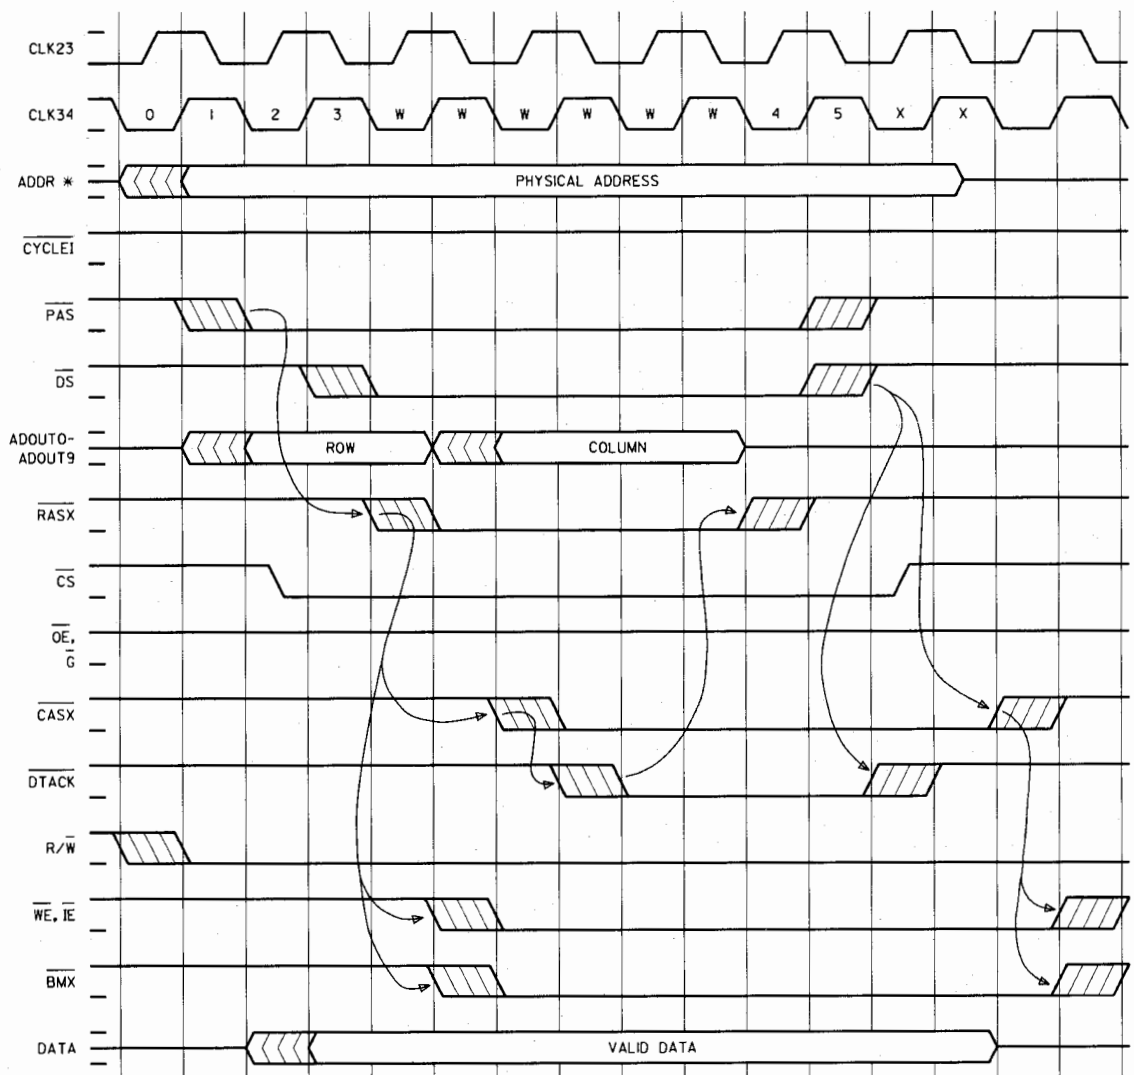 CLK23
CLK34 0 1 2 3 W W W W W W 4 5 X X
ADDR * PHYSICAL ADDRESS
CYCLEI
PAS
DS
ADOUT0-
ADOUT9 ROW COLUMN
RASX
CS
OE,
G
CASX
DTACK
R/W
WE, IE
BMX
DATA VALID DATA